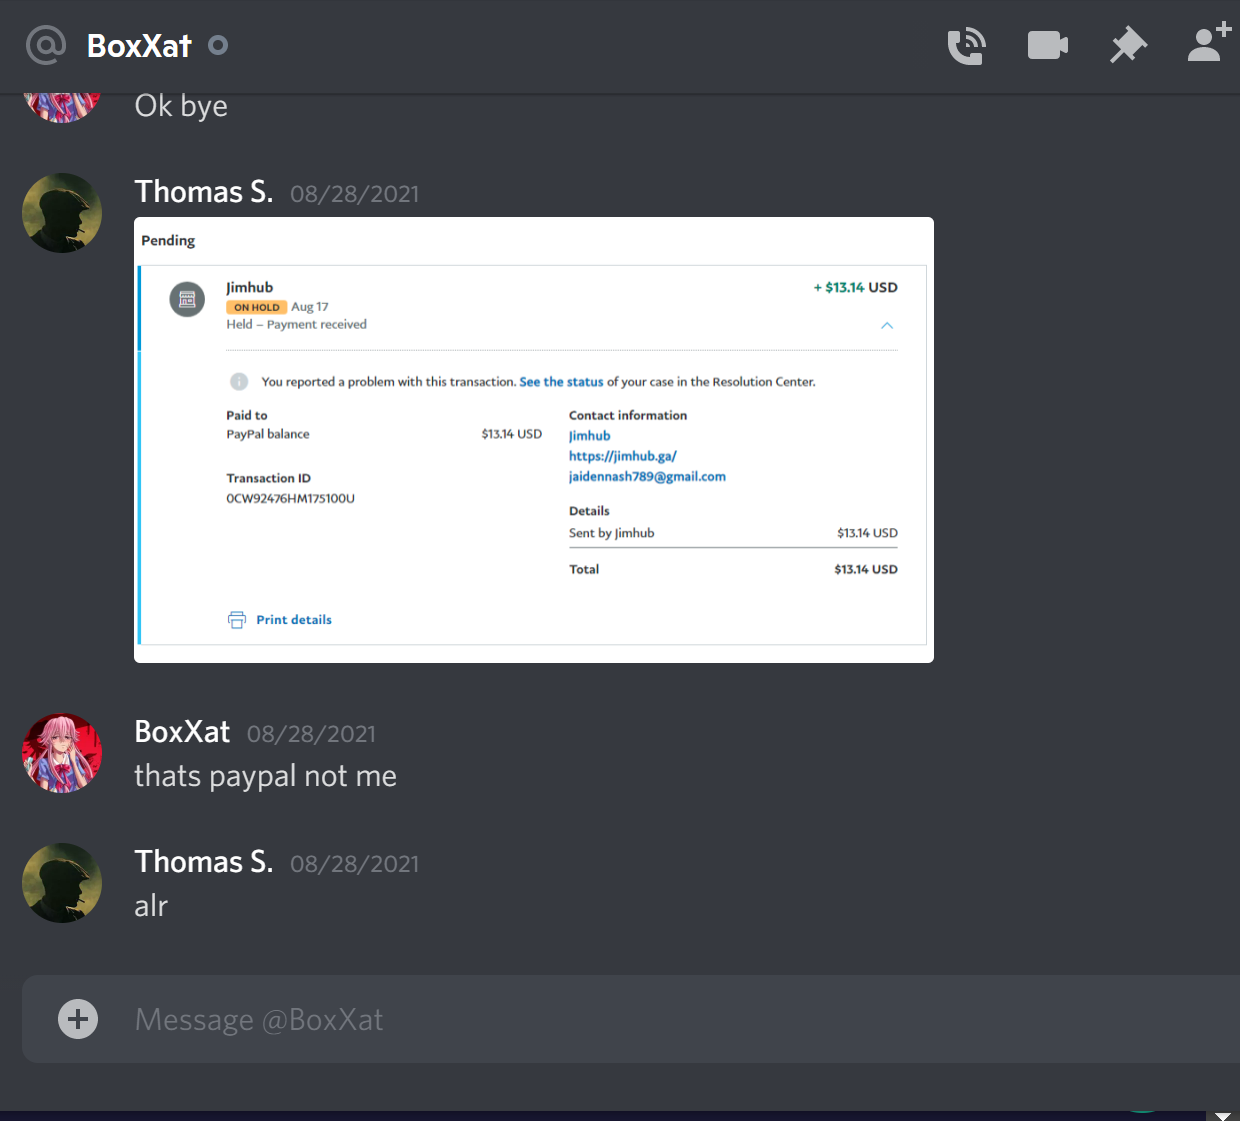 BoxXat
Ok bye
Thomas S. 08/28/2021
Pending
Jimhub
+ $13.14 USD
ON HOLD Aug 17
Held – Payment received
You reported a problem with this transaction. See the status of your case in the Resolution Center.
Paid to
PayPal balance $13.14 USD
Transaction ID
0CW92476HM175100U
Contact information
Jimhub
https://jimhub.ga/
jaidennash789@gmail.com
Details
Sent by Jimhub $13.14 USD
Total $13.14 USD
Print details
BoxXat 08/28/2021
thats paypal not me
Thomas S. 08/28/2021
alr
Message @BoxXat